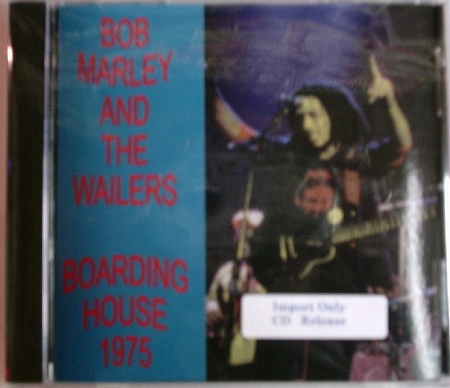 BOB
MARLEY
AND
THE
WAILERS
BOARDING
HOUSE
1975
Import Only
CD Release